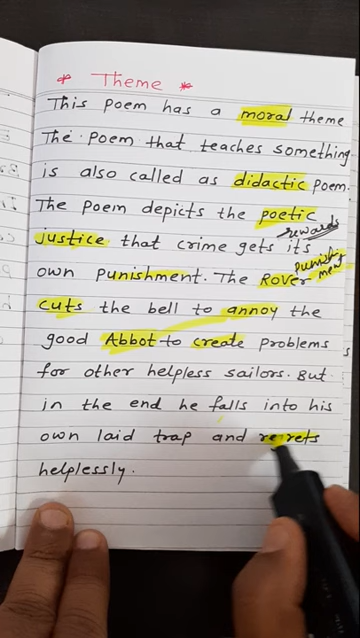 * Theme *
This poem has a moral theme
The poem that teaches something
is also called as didactic poem.
The poem depicts the poetic
rewards
justice that crime gets its
punishment
own punishment. The Rover
cuts the bell to annoy the
good Abbot to create problems
for other helpless sailors. But
in the end he falls into his
own laid trap and regrets
helplessly.